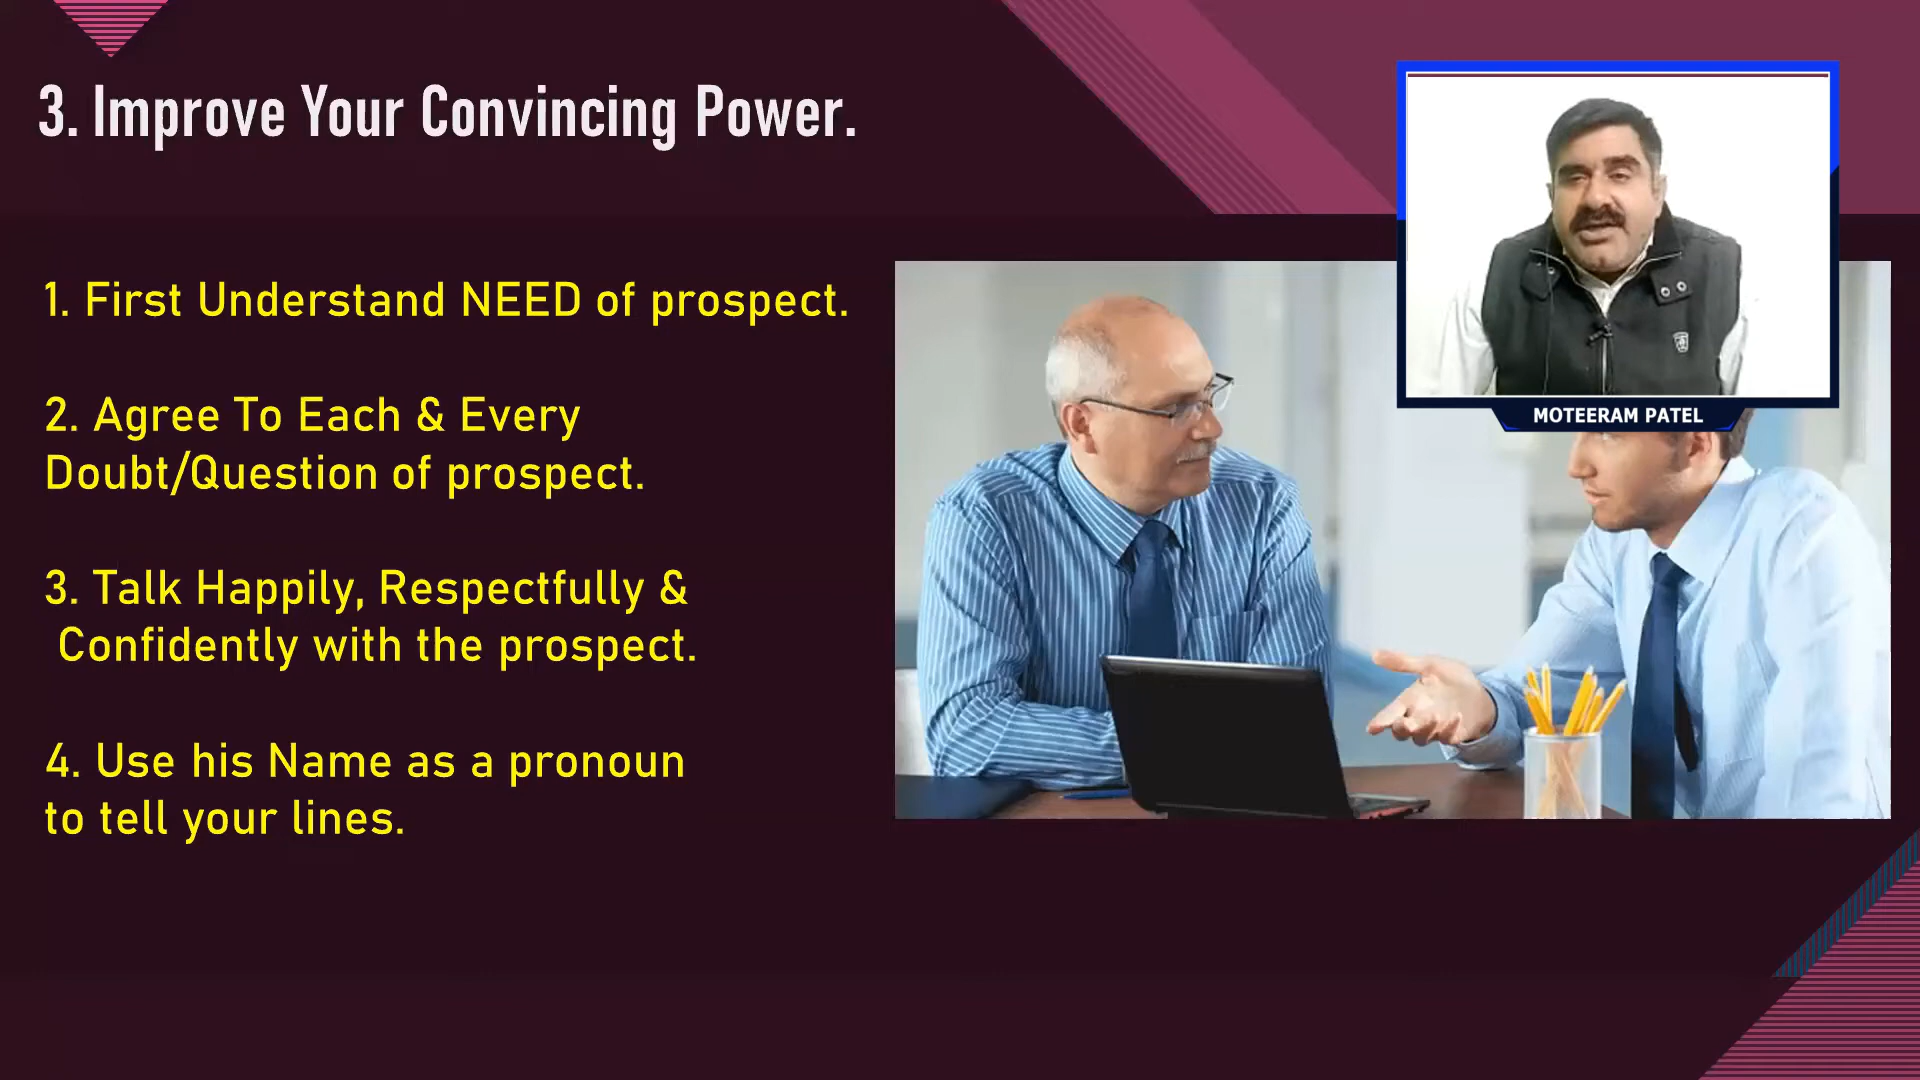 3. Improve Your Convincing Power.
1. First Understand NEED of prospect.
2. Agree To Each & Every
Doubt/Question of prospect.
3. Talk Happily, Respectfully &
Confidently with the prospect.
4. Use his Name as a pronoun
to tell your lines.
MOTEERAM PATEL